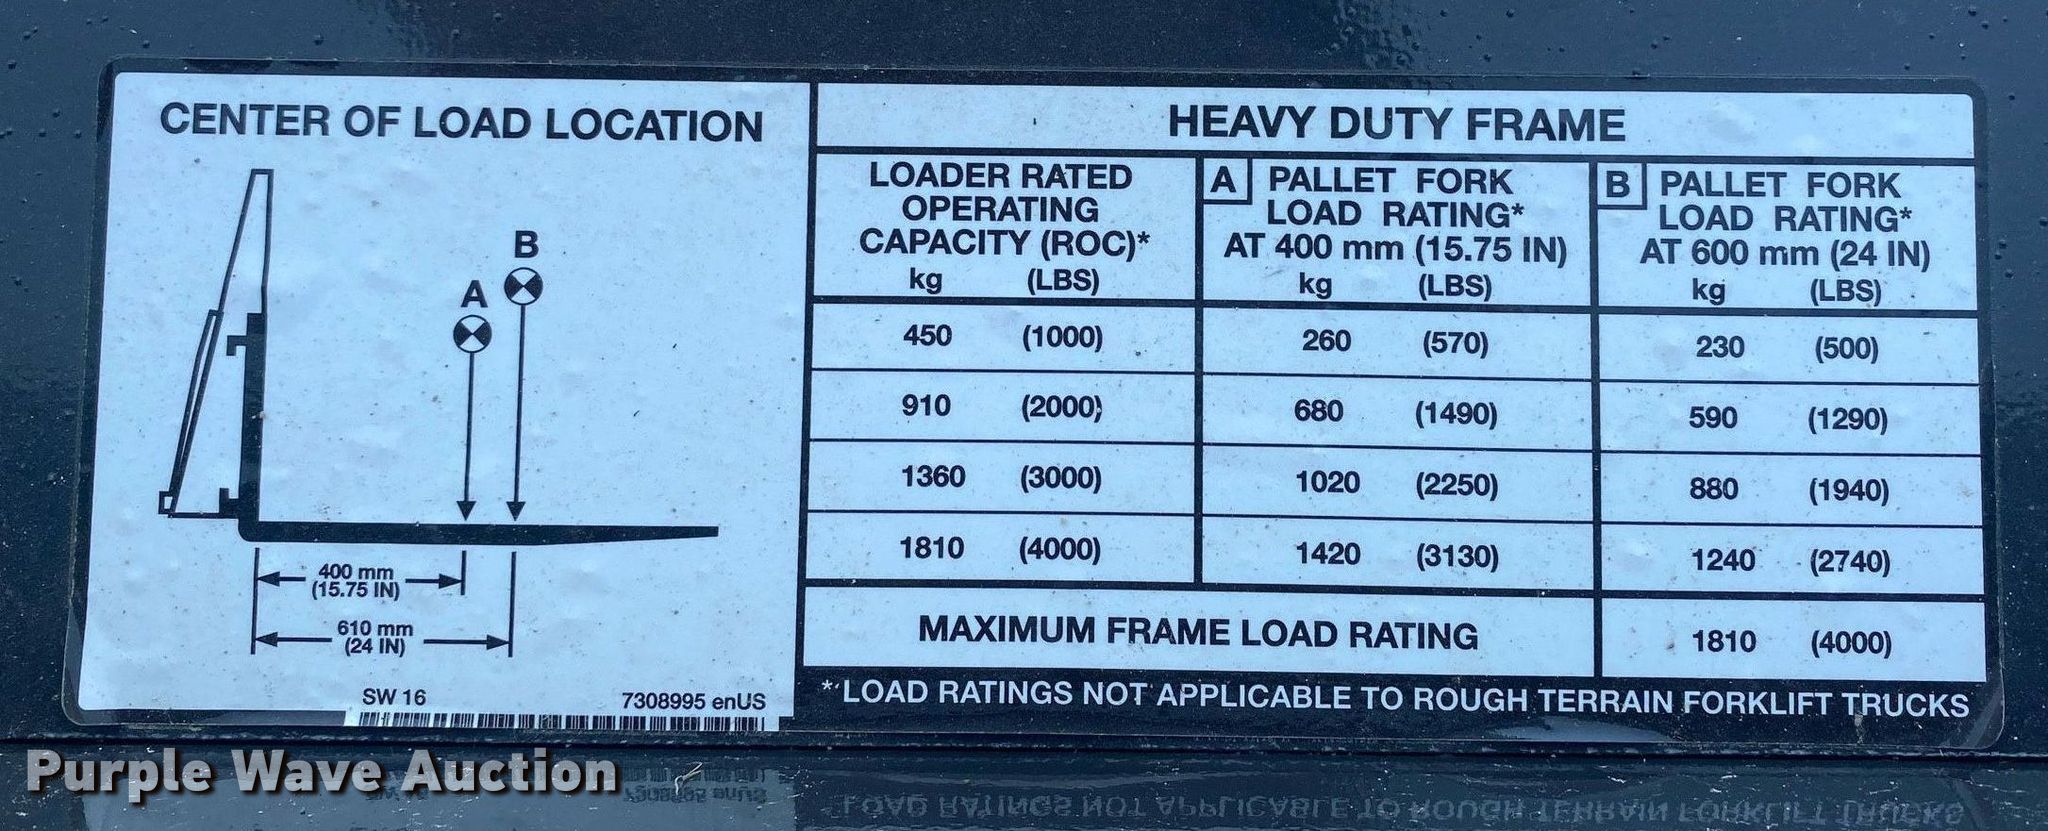 CENTER OF LOAD LOCATION
A
B
400 mm
(15.75 IN)
610 mm
(24 IN)
SW 16 7308995 enUS
HEAVY DUTY FRAME
LOADER RATED
OPERATING
CAPACITY (ROC)*
kg (LBS)
A PALLET FORK
LOAD RATING*
AT 400 mm (15.75 IN)
kg (LBS)
B PALLET FORK
LOAD RATING*
AT 600 mm (24 IN)
kg (LBS)
450 (1000) 260 (570) 230 (500)
910 (2000) 680 (1490) 590 (1290)
1360 (3000) 1020 (2250) 880 (1940)
1810 (4000) 1420 (3130) 1240 (2740)
MAXIMUM FRAME LOAD RATING 1810 (4000)
*LOAD RATINGS NOT APPLICABLE TO ROUGH TERRAIN FORKLIFT TRUCKS
Purple Wave Auction